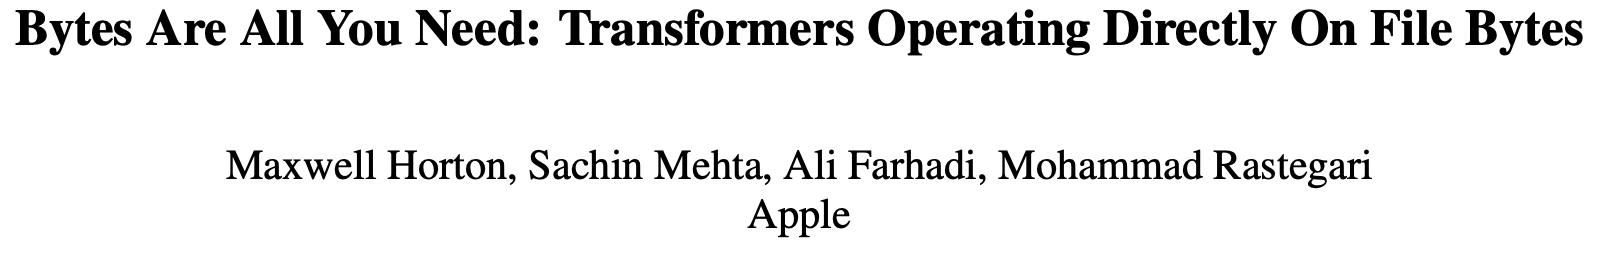 Bytes Are All You Need: Transformers Operating Directly On File Bytes
Maxwell Horton, Sachin Mehta, Ali Farhadi, Mohammad Rastegari
Apple